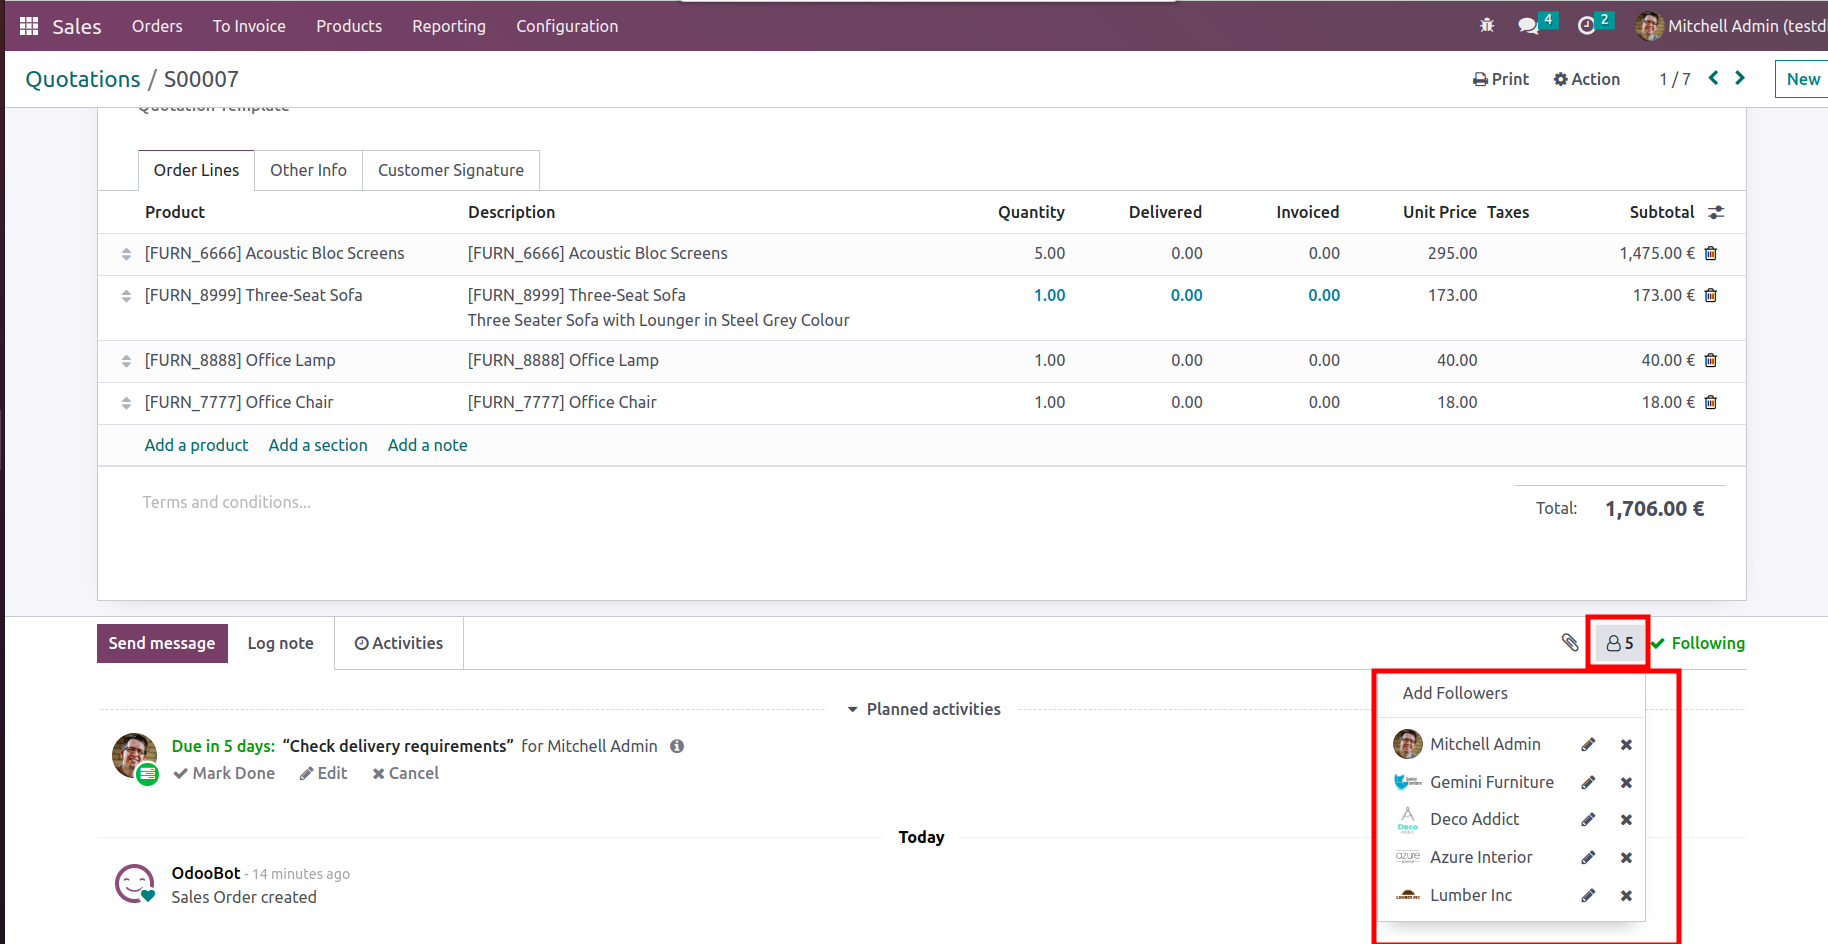 Sales Orders To Invoice Products Reporting Configuration 4 2 Mitchell Admin (testd
Quotations / S00007 Print Action 1 / 7 New
Quotation Template
Order Lines Other Info Customer Signature
Product Description Quantity Delivered Invoiced Unit Price Taxes Subtotal
[FURN_6666] Acoustic Bloc Screens [FURN_6666] Acoustic Bloc Screens 5.00 0.00 0.00 295.00 1,475.00 €
[FURN_8999] Three-Seat Sofa [FURN_8999] Three-Seat Sofa 1.00 0.00 0.00 173.00 173.00 €
Three Seater Sofa with Lounger in Steel Grey Colour
[FURN_8888] Office Lamp [FURN_8888] Office Lamp 1.00 0.00 0.00 40.00 40.00 €
[FURN_7777] Office Chair [FURN_7777] Office Chair 1.00 0.00 0.00 18.00 18.00 €
Add a product Add a section Add a note
Terms and conditions... Total: 1,706.00 €
Send message Log note Activities 5 Following
Add Followers
Planned activities
Due in 5 days: “Check delivery requirements” for Mitchell Admin
Mark Done Edit Cancel
Mitchell Admin
Gemini Furniture
Deco Addict
Azure Interior
Lumber Inc
Today
OdooBot - 14 minutes ago
Sales Order created